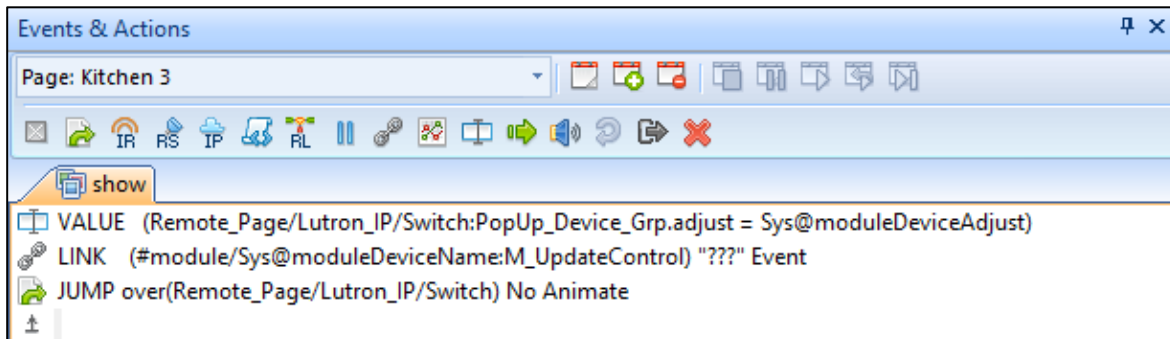 Events & Actions
Page: Kitchen 3
IR RS IP RL
show
VALUE (Remote_Page/Lutron_IP/Switch:PopUp_Device_Grp.adjust = Sys@moduleDeviceAdjust)
LINK (#module/Sys@moduleDeviceName:M_UpdateControl) "???" Event
JUMP over(Remote_Page/Lutron_IP/Switch) No Animate